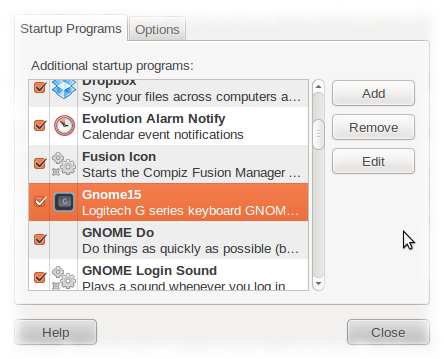 Startup Programs
Options
Additional startup programs:
Dropbox
Sync your files across computers a...
Evolution Alarm Notify
Calendar event notifications
Fusion Icon
Starts the Compiz Fusion Manager ...
Gnome15
Logitech G series keyboard GNOM...
GNOME Do
Do things as quickly as possible (b...
GNOME Login Sound
Plays a sound whenever you log in
Add
Remove
Edit
Help
Close